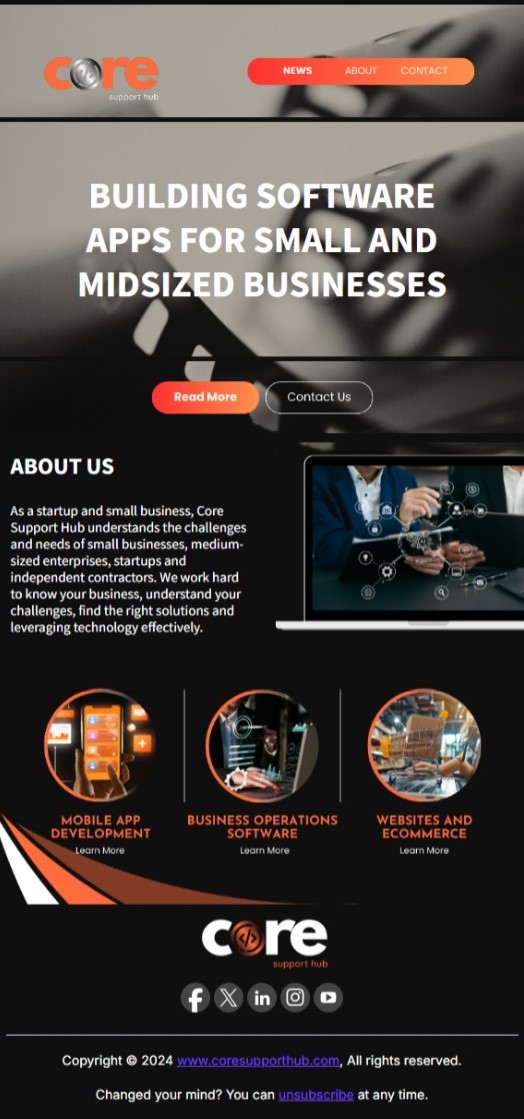 core
support hub
NEWS ABOUT CONTACT
BUILDING SOFTWARE
APPS FOR SMALL AND
MIDSIZED BUSINESSES
Read More Contact Us
ABOUT US
As a startup and small business, Core
Support Hub understands the challenges
and needs of small businesses, medium-
sized enterprises, startups and
independent contractors. We work hard
to know your business, understand your
challenges, find the right solutions and
leveraging technology effectively.
MOBILE APP
DEVELOPMENT
Learn More
BUSINESS OPERATIONS
SOFTWARE
Learn More
WEBSITES AND
ECOMMERCE
Learn More
core
support hub
Copyright © 2024 www.coresupporthub.com, All rights reserved.
Changed your mind? You can unsubscribe at any time.